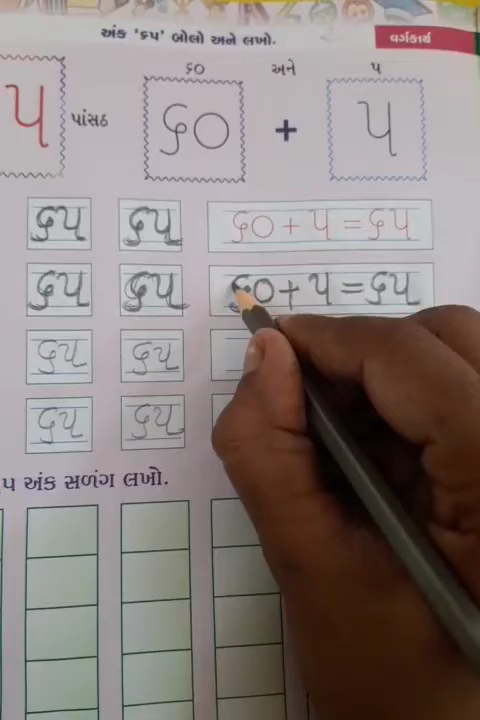 અંક ‘૬૫’ બોલો અને લખો.
વર્ગકાર્ય
૬૦ અને ૫
૫ પાંસઠ ૬૦ + ૫
૬૫ ૬૫ ૬૦ + ૫ = ૬૫
૬૫ ૬૫ ૬૦ + ૫ = ૬૫
૬૫ ૬૫
૬૫ ૬૫
૫ અંક સળંગ લખો.